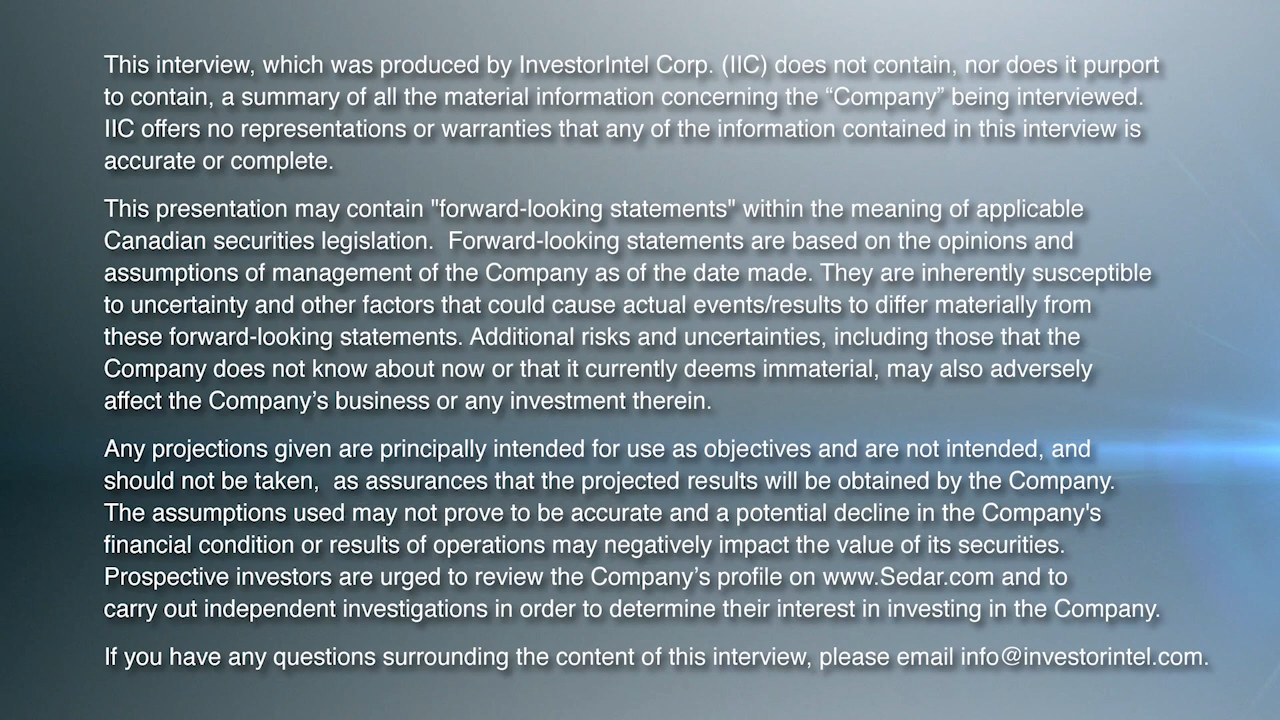 This interview, which was produced by InvestorIntel Corp. (IIC) does not contain, nor does it purport
to contain, a summary of all the material information concerning the “Company” being interviewed.
IIC offers no representations or warranties that any of the information contained in this interview is
accurate or complete.
This presentation may contain "forward-looking statements" within the meaning of applicable
Canadian securities legislation.  Forward-looking statements are based on the opinions and
assumptions of management of the Company as of the date made. They are inherently susceptible
to uncertainty and other factors that could cause actual events/results to differ materially from
these forward-looking statements. Additional risks and uncertainties, including those that the
Company does not know about now or that it currently deems immaterial, may also adversely
affect the Company’s business or any investment therein.
Any projections given are principally intended for use as objectives and are not intended, and
should not be taken,  as assurances that the projected results will be obtained by the Company.
The assumptions used may not prove to be accurate and a potential decline in the Company's
financial condition or results of operations may negatively impact the value of its securities.
Prospective investors are urged to review the Company’s profile on www.Sedar.com and to
carry out independent investigations in order to determine their interest in investing in the Company.
If you have any questions surrounding the content of this interview, please email info@investorintel.com.